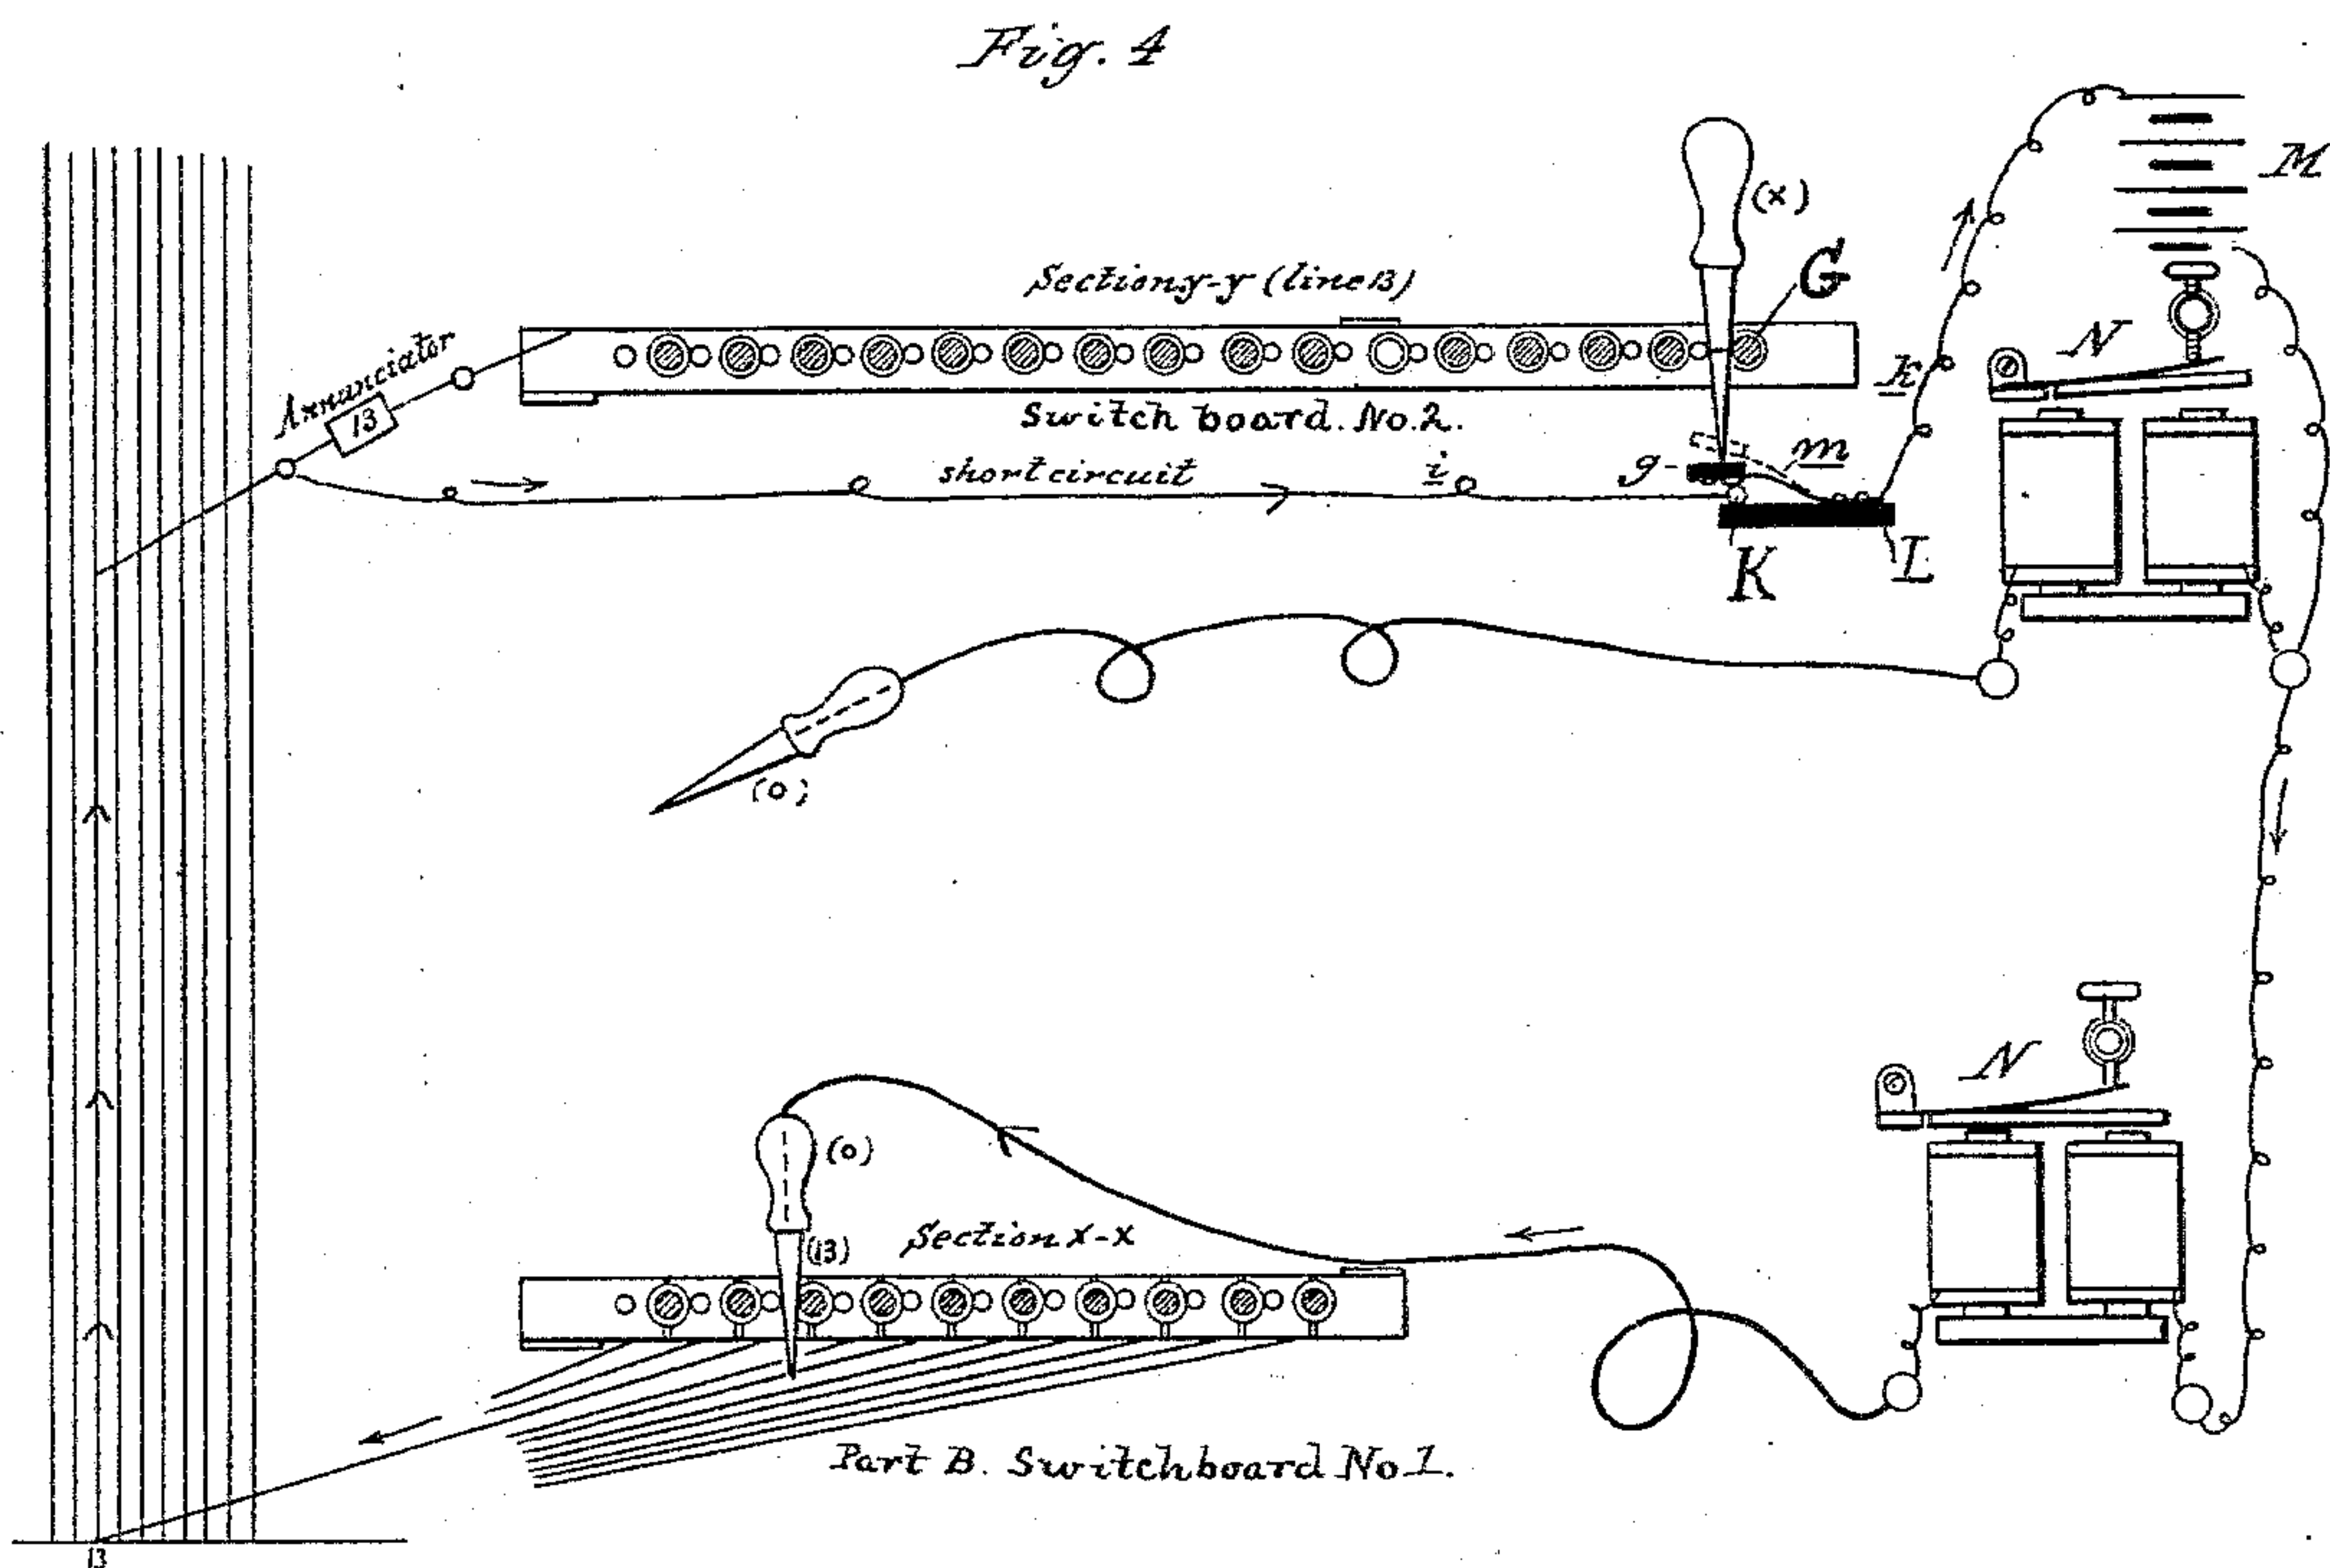 Fig. 4
M
(x)
G
Section y-y (line B)
N
Annunciator
13
k
Switch board. No. 2.
m
g
short circuit
i
K
L
(o)
N
(o)
(13)
Section x-x
Part B. Switchboard No 1.
13